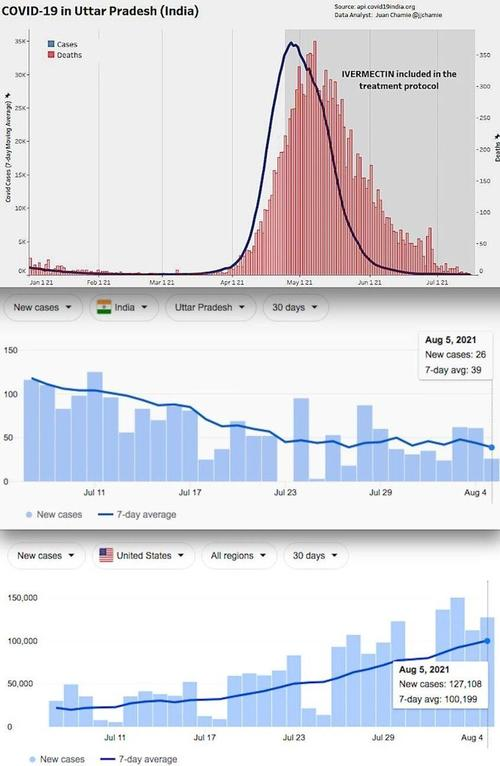 COVID-19 in Uttar Pradesh (India)
Source: api.covid19india.org
Data Analyst: Juan Chamie @jjchamie
Cases
Deaths
IVERMECTIN included in the
treatment protocol
Covid Cases (7-day Moving Average)
Deaths
35K
30K
25K
20K
15K
10K
5K
0K
350
300
250
200
150
100
50
0
Jan 1 21 Feb 1 21 Mar 1 21 Apr 1 21 May 1 21 Jun 1 21 Jul 1 21
New cases India Uttar Pradesh 30 days
Aug 5, 2021
New cases: 26
7-day avg: 39
150
100
50
0
Jul 11 Jul 17 Jul 23 Jul 29 Aug 4
New cases 7-day average
New cases United States All regions 30 days
150,000
100,000
50,000
0
Aug 5, 2021
New cases: 127,108
7-day avg: 100,199
Jul 11 Jul 17 Jul 23 Jul 29 Aug 4
New cases 7-day average